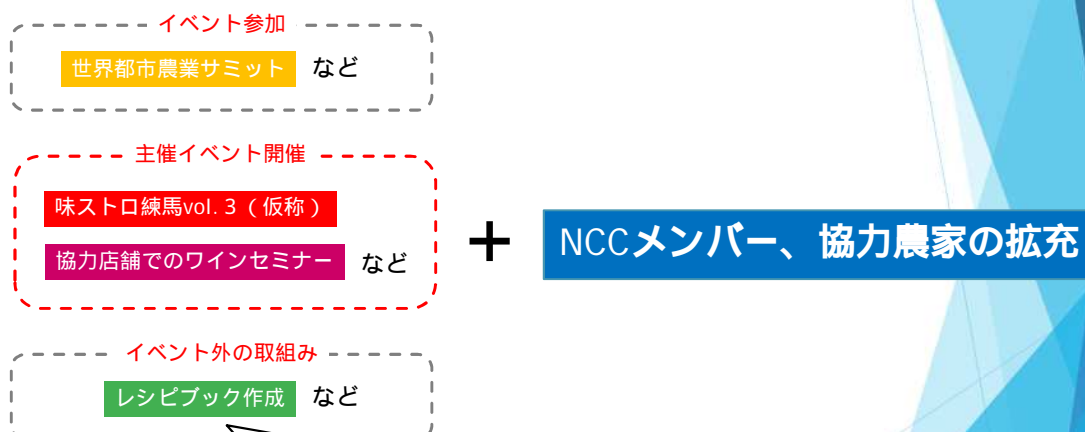 イベント参加
世界都市農業サミット など
主催イベント開催
味ストロ練馬vol.3(仮称)
協力店舗でのワインセミナー など
+ NCCメンバー、協力農家の拡充
イベント外の取組み
レシピブック作成 など